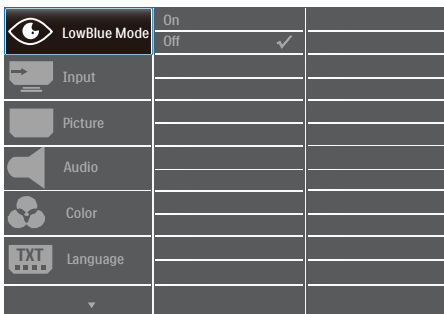 LowBlue Mode
On
Off
Input
Picture
Audio
Color
TXT
Language